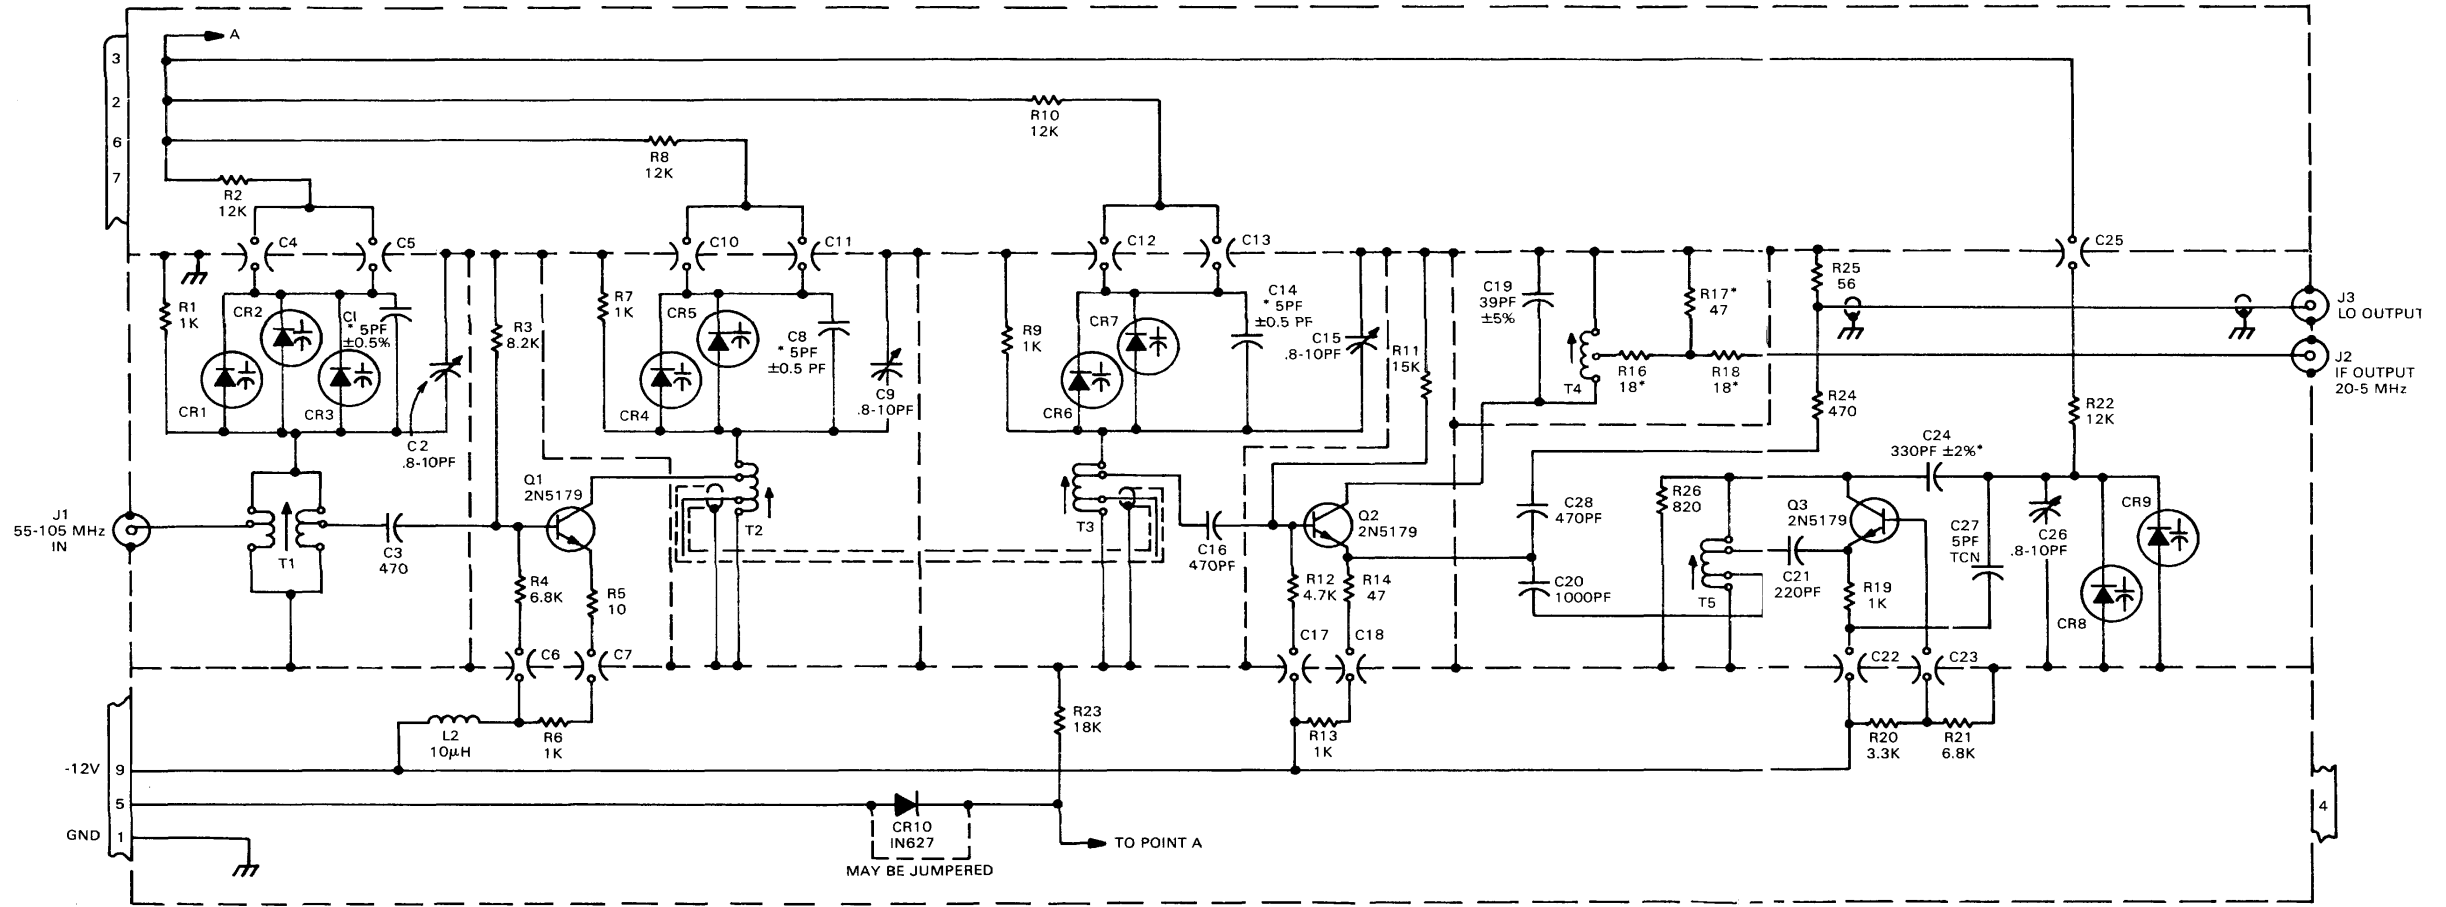 A
3
2
R10
12K
6
R8
12K
7
R2
12K
C4
C5
C10
C11
C12
C13
C25
R1
1K
CR2
C1
* 5PF
±0.5%
CR1
CR3
C2
.8-10PF
R3
8.2K
R7
1K
CR5
C8
* 5PF
±0.5 PF
CR4
C9
.8-10PF
R9
1K
CR7
C14
* 5PF
±0.5 PF
CR6
C15
.8-10PF
R11
15K
C19
39PF
±5%
T4
R17*
47
R16
18*
R18
18*
R25
56
R24
470
J3
LO OUTPUT
J2
IF OUTPUT
20-5 MHz
R22
12K
C24
330PF ±2%*
J1
55-105 MHz
IN
T1
C3
470
Q1
2N5179
R4
6.8K
R5
10
T2
T3
C16
470PF
Q2
2N5179
R12
4.7K
R14
47
C28
470PF
C20
1000PF
R26
820
T5
C21
220PF
Q3
2N5179
R19
1K
C27
5PF
TCN
C26
.8-10PF
CR9
CR8
C6
C7
C17
C18
C22
C23
L2
10µH
R6
1K
R23
18K
R13
1K
R20
3.3K
R21
6.8K
-12V
9
5
CR10
IN627
MAY BE JUMPERED
GND
1
TO POINT A
4